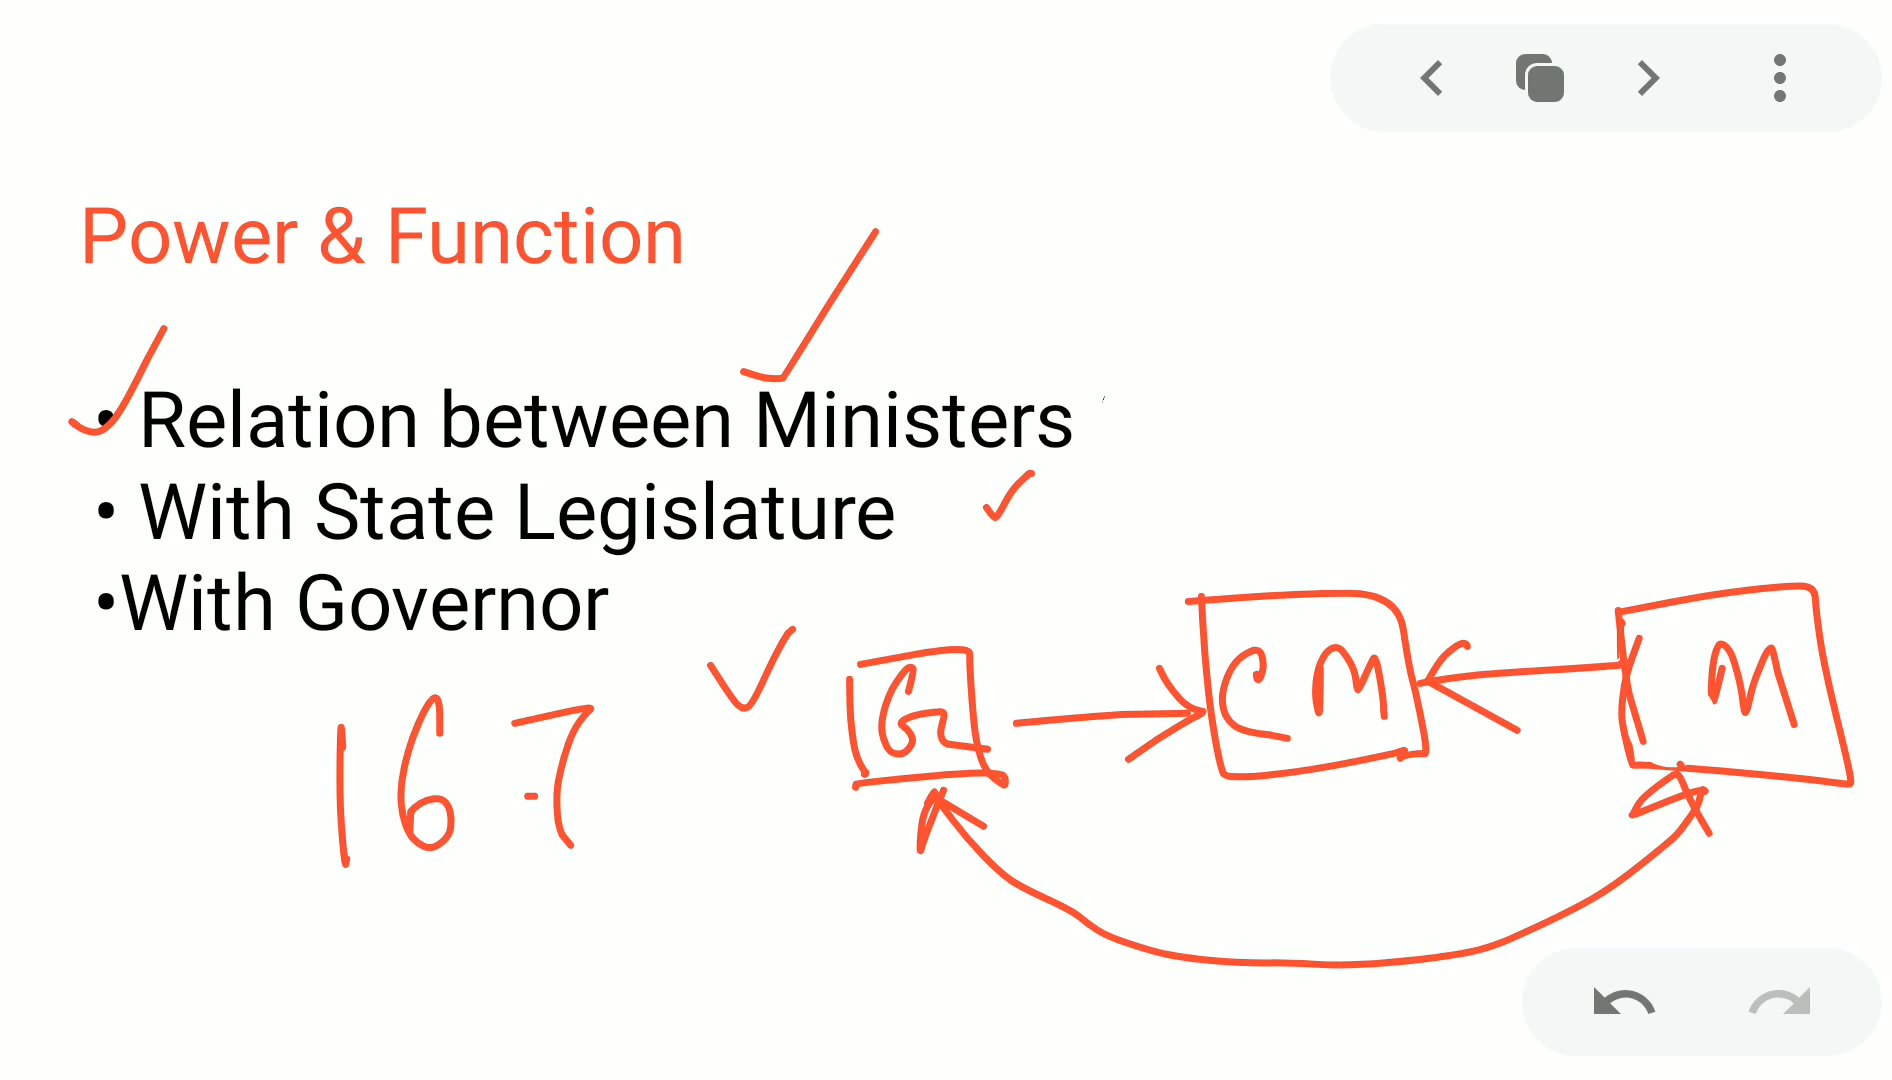 Power & Function
• Relation between Ministers
• With State Legislature
•With Governor
167
G
CM
M